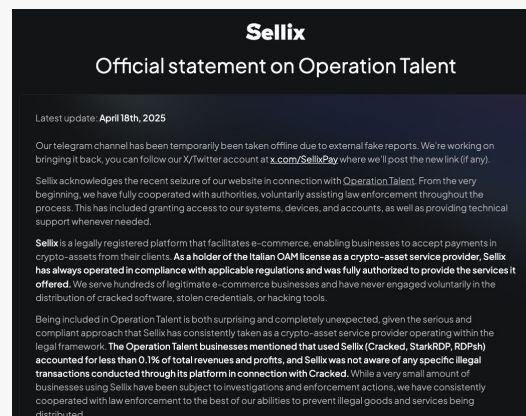 Sellix
Official statement on Operation Talent
Latest update: April 18th, 2025
Our telegram channel has been temporarily been taken offline due to external fake reports. We're working on
bringing it back, you can follow our X/Twitter account at x.com/SellixPay where we'll post the new link (if any).
Sellix acknowledges the recent seizure of our website in connection with Operation Talent. From the very
beginning, we have fully cooperated with authorities, voluntarily assisting law enforcement throughout the
process. This has included granting access to our systems, devices, and accounts, as well as providing technical
support whenever needed.
Sellix is a legally registered platform that facilitates e-commerce, enabling businesses to accept payments in
crypto-assets from their clients. As a holder of the Italian OAM license as a crypto-asset service provider, Sellix
has always operated in compliance with applicable regulations and was fully authorized to provide the services it
offered. We serve hundreds of legitimate e-commerce businesses and have never engaged voluntarily in the
distribution of cracked software, stolen credentials, or hacking tools.
Being included in Operation Talent is both surprising and completely unexpected, given the serious and
compliant approach that Sellix has consistently taken as a crypto-asset service provider operating within the
legal framework. The Operation Talent businesses mentioned that used Sellix (Cracked, StarkRDP, RDPsh)
accounted for less than 0.1% of total revenues and profits, and Sellix was not aware of any specific illegal
transactions conducted through its platform in connection with Cracked. While a very small amount of
businesses using Sellix have been subject to investigations and enforcement actions, we have consistently
cooperated with law enforcement to the best of our abilities to prevent illegal goods and services being
distributed.